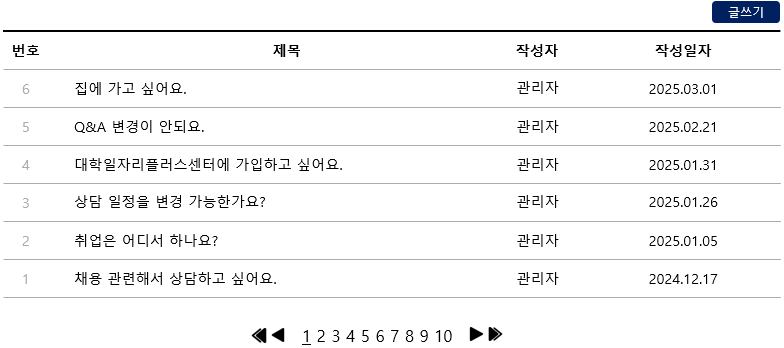 글쓰기
번호 제목 작성자 작성일자
6 집에 가고 싶어요. 관리자 2025.03.01
5 Q&A 변경이 안되요. 관리자 2025.02.21
4 대학일자리플러스센터에 가입하고 싶어요. 관리자 2025.01.31
3 상담 일정을 변경 가능한가요? 관리자 2025.01.26
2 취업은 어디서 하나요? 관리자 2025.01.05
1 채용 관련해서 상담하고 싶어요. 관리자 2024.12.17
1 2 3 4 5 6 7 8 9 10